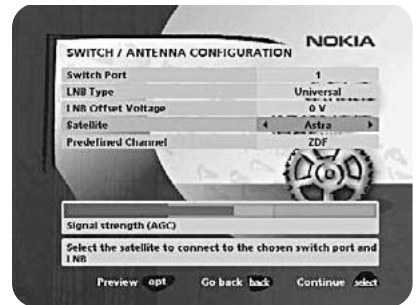 NOKIA
SWITCH / ANTENNA CONFIGURATION
Switch Port 1
LNB Type Universal
LNB Offset Voltage 0 V
Satellite Astra
Predefined Channel ZDF
Signal strength (AGC)
Select the satellite to connect to the chosen switch port and
LNB
Preview opt Go back back Continue select